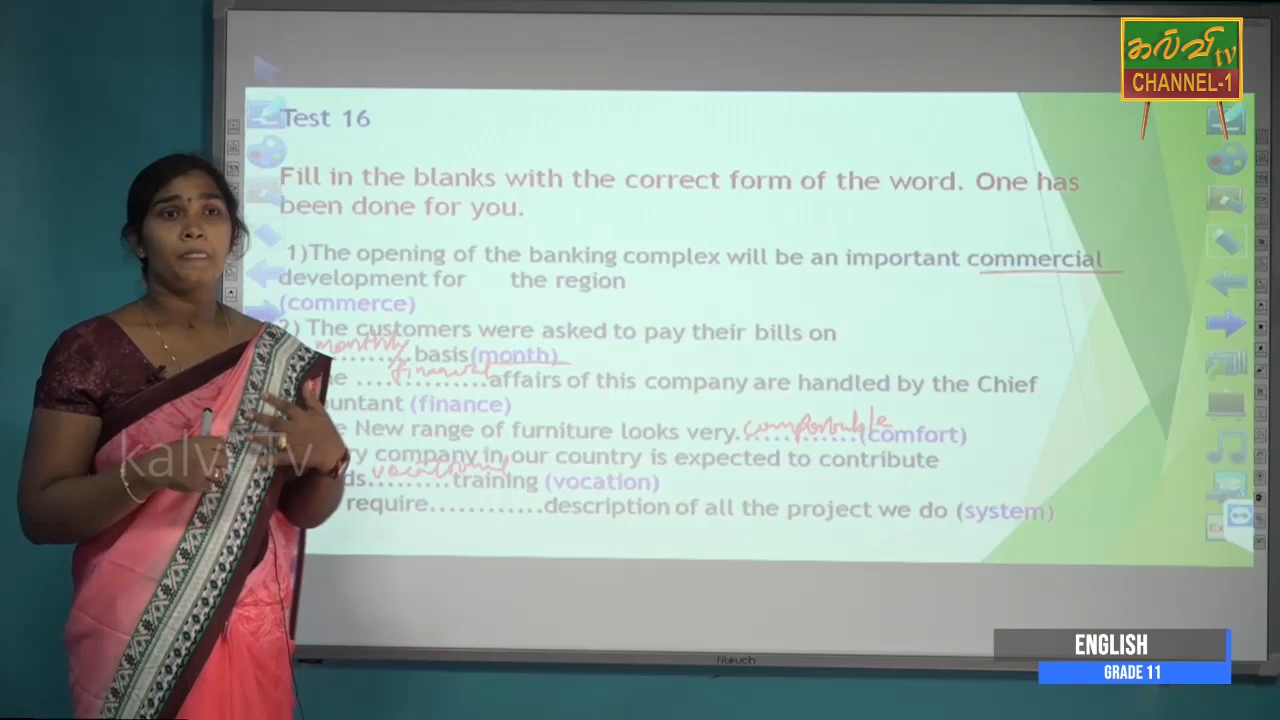 கல்வி tv
CHANNEL-1
Test 16
Fill in the blanks with the correct form of the word. One has
been done for you.
1)The opening of the banking complex will be an important commercial
development for the region
(commerce)
2) The customers were asked to pay their bills on
monthly
basis(month)
financial
............affairs of this company are handled by the Chief
(finance)
New range of furniture looks very............(comfort)
company in our country is expected to contribute
vocational
.........training (vocation)
require............description of all the project we do (system)
kalvi TV
Fitouch
ENGLISH
GRADE 11